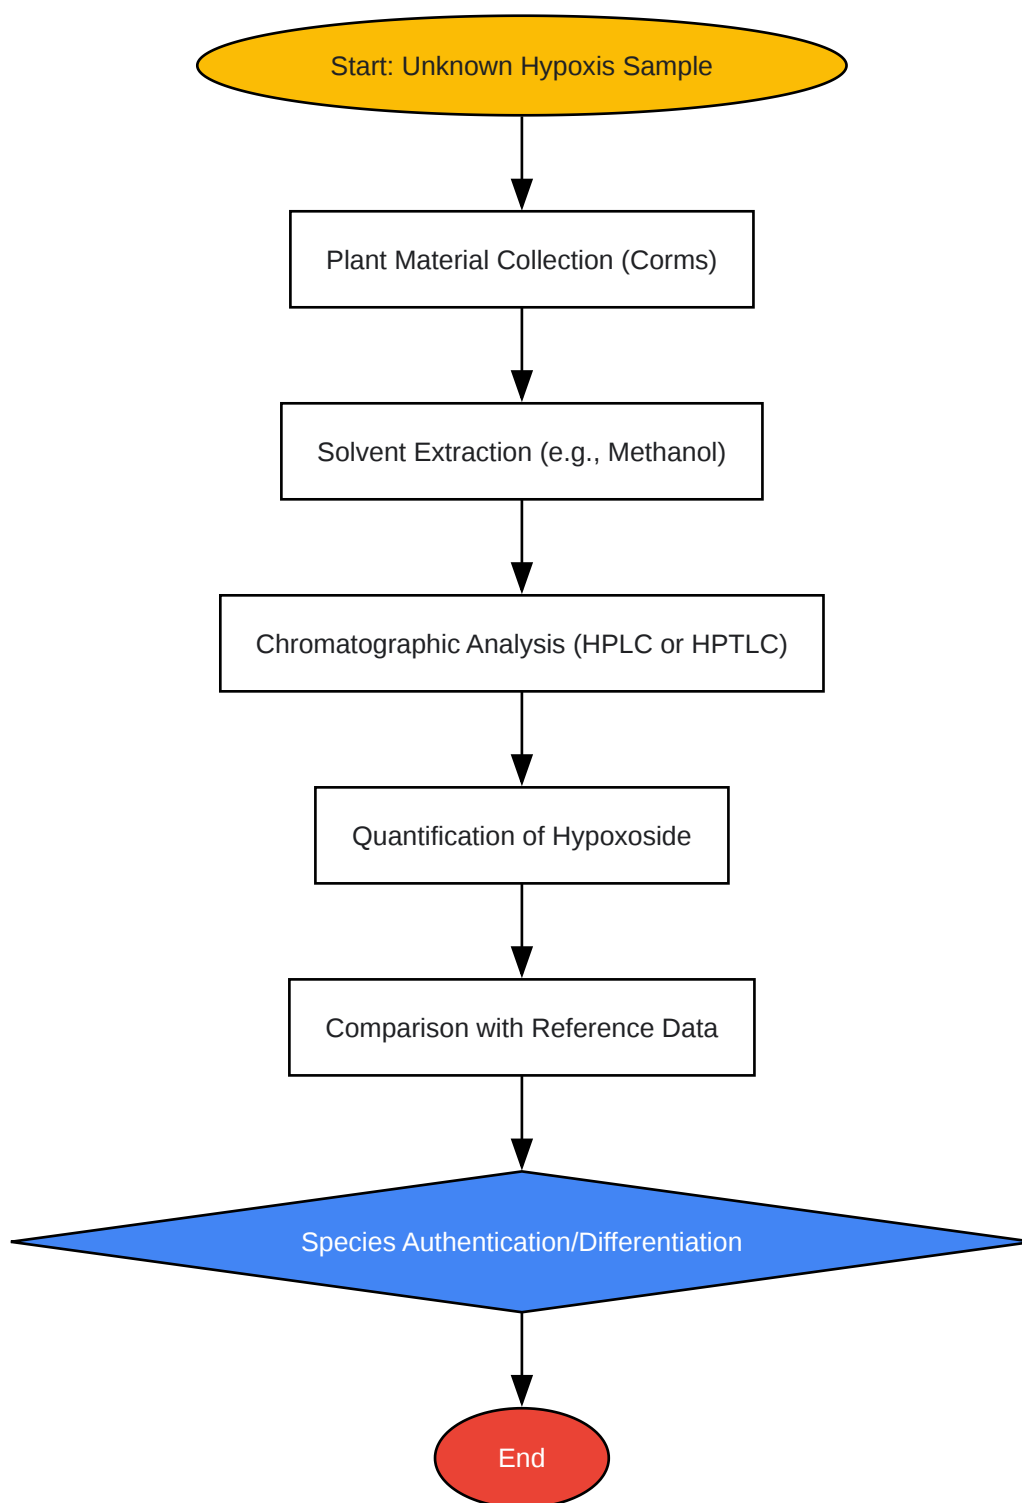 Start: Unknown Hypoxis Sample
Plant Material Collection (Corms)
Solvent Extraction (e.g., Methanol)
Chromatographic Analysis (HPLC or HPTLC)
Quantification of Hypoxoside
Comparison with Reference Data
Species Authentication/Differentiation
End